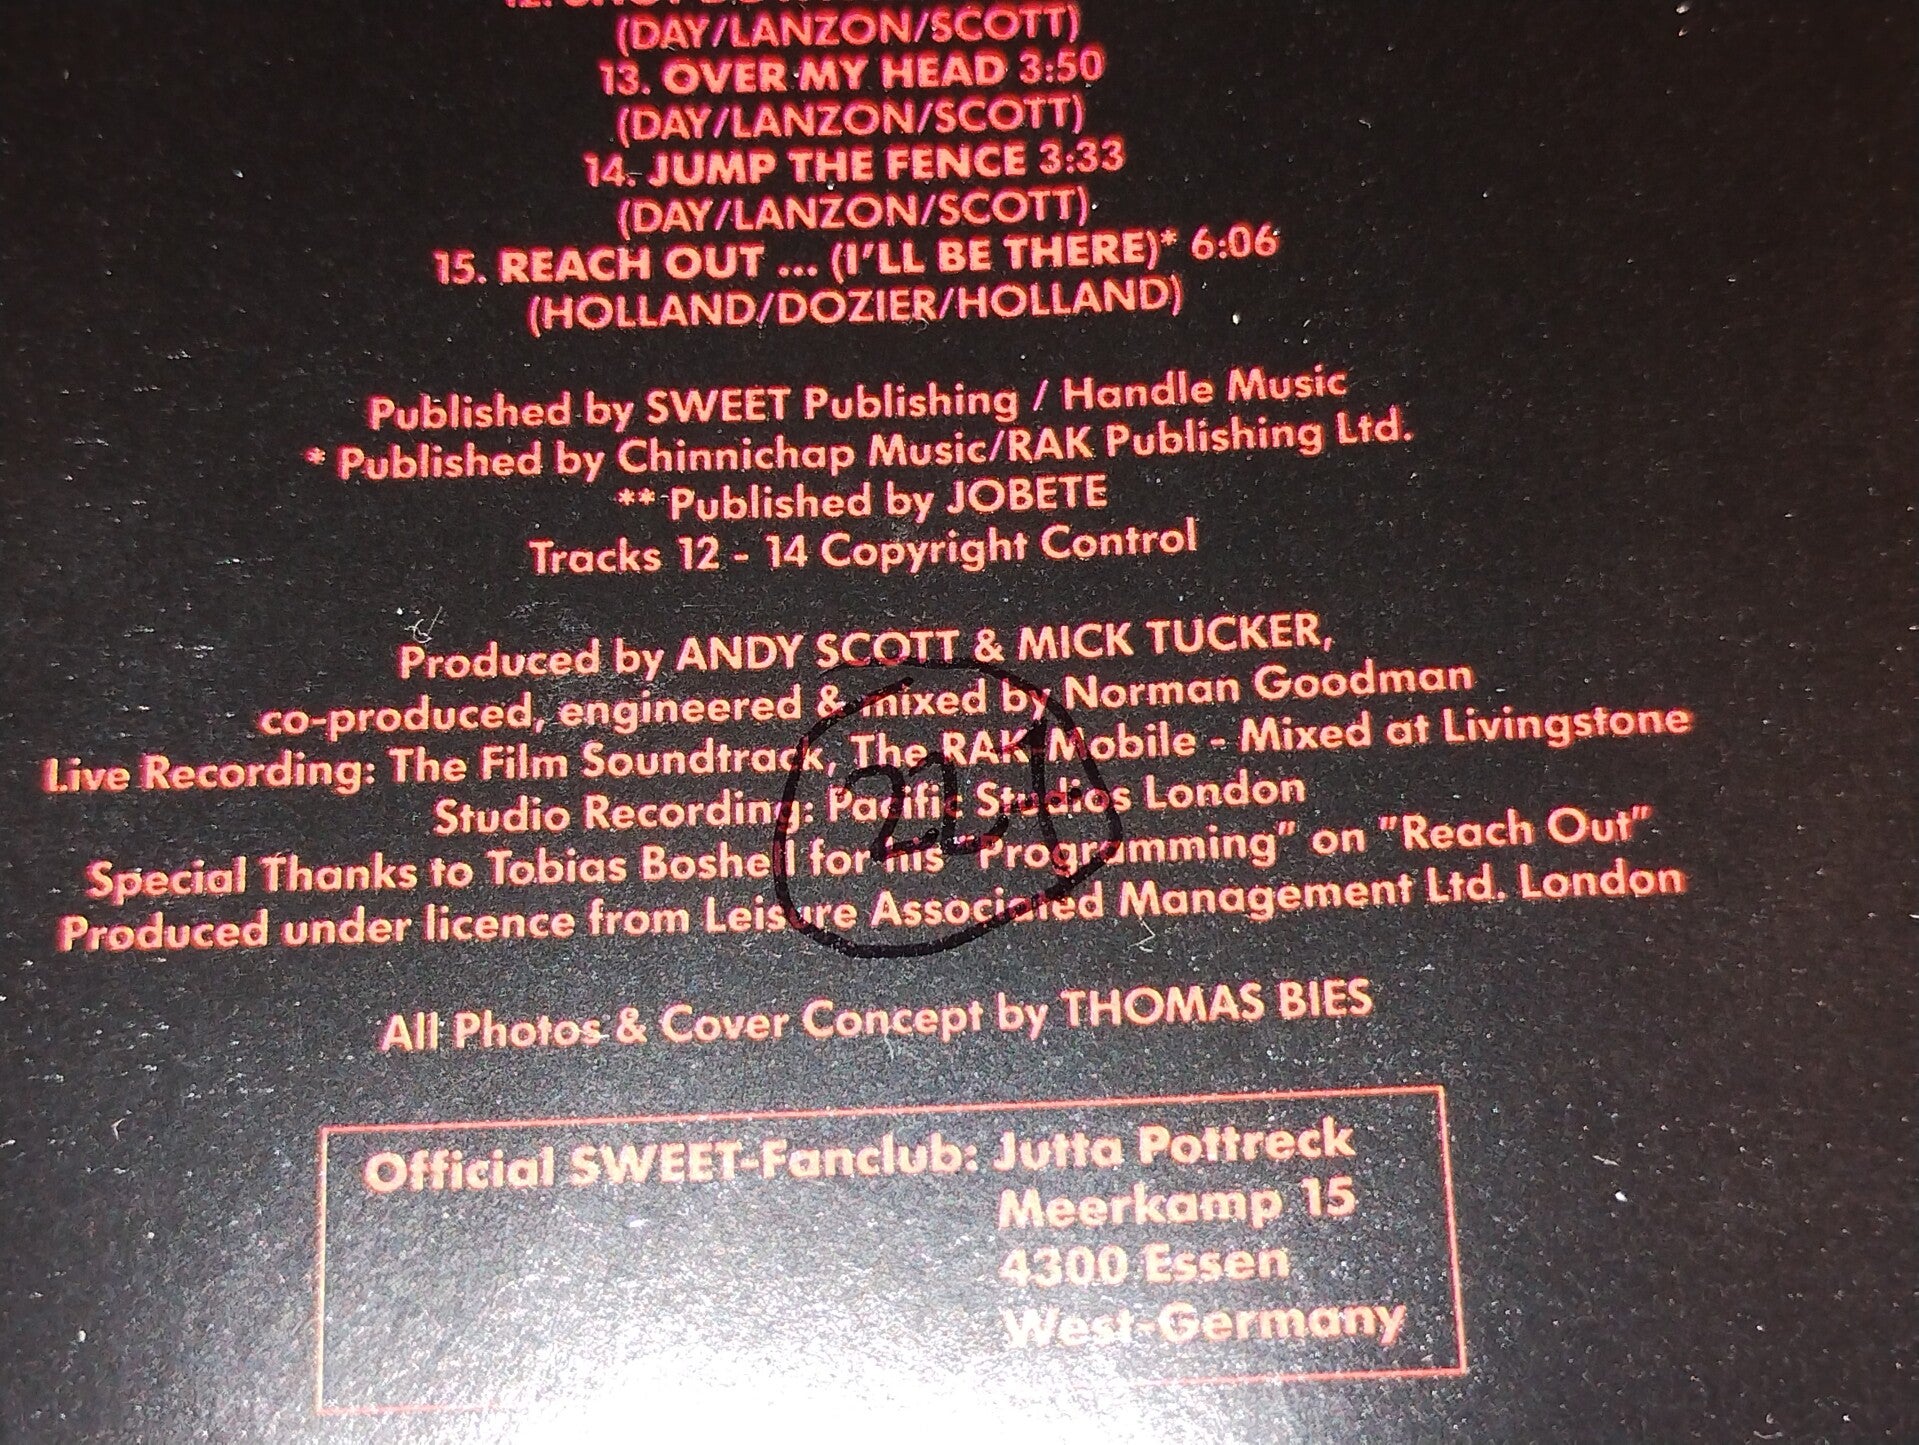 (DAY/LANZON/SCOTT)
13. OVER MY HEAD 3:50
(DAY/LANZON/SCOTT)
14. JUMP THE FENCE 3:33
(DAY/LANZON/SCOTT)
15. REACH OUT ... (I'LL BE THERE)* 6:06
(HOLLAND/DOZIER/HOLLAND)
Published by SWEET Publishing / Handle Music
* Published by Chinnichap Music/RAK Publishing Ltd.
** Published by JOBETE
Tracks 12 - 14 Copyright Control
Produced by ANDY SCOTT & MICK TUCKER,
co-produced, engineered & mixed by Norman Goodman
Live Recording: The Film Soundtrack, The RAK Mobile - Mixed at Livingstone
Studio Recording: Pacific Studios London
Special Thanks to Tobias Boshell for his "Programming" on "Reach Out"
Produced under licence from Leisure Associated Management Ltd. London
221
All Photos & Cover Concept by THOMAS BIES
Official SWEET-Fanclub: Jutta Pottreck
Meerkamp 15
4300 Essen
West-Germany